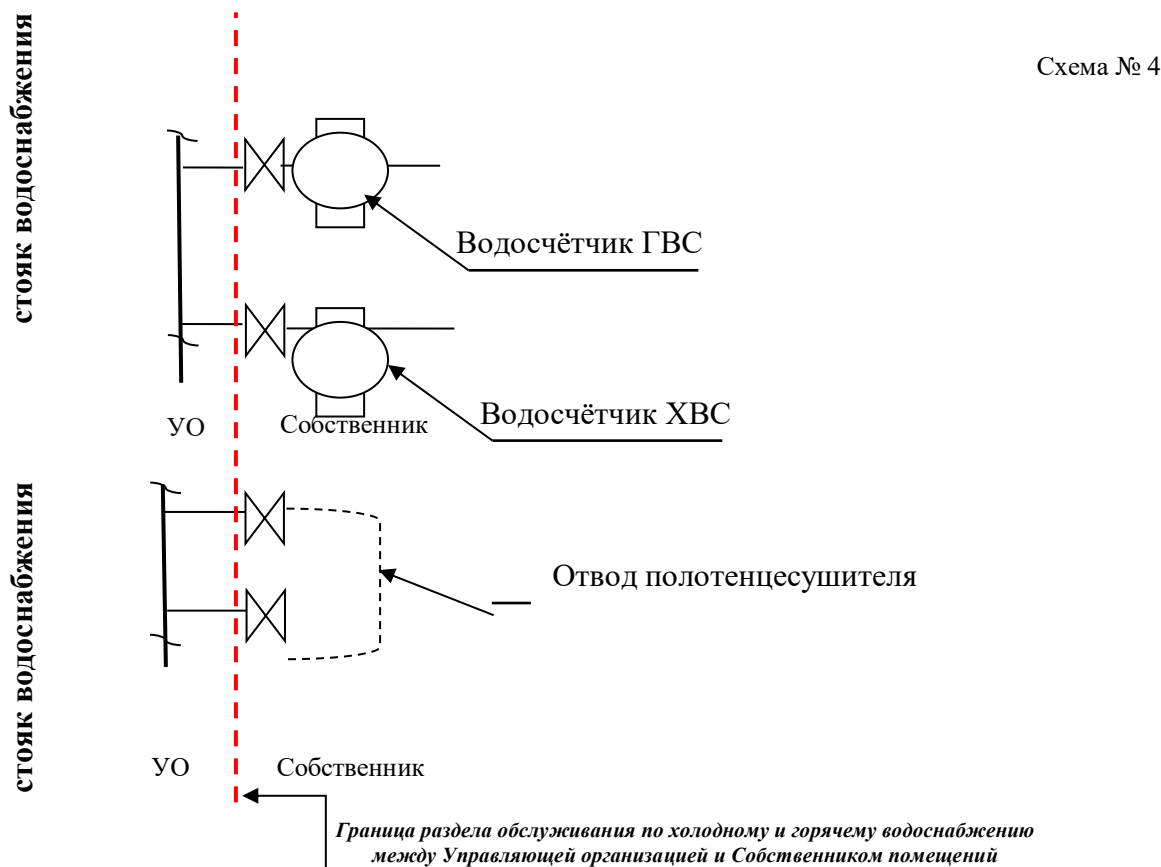 Схема № 4
стояк водоснабжения
Водосчётчик ГВС
Водосчётчик ХВС
УО
Собственник
стояк водоснабжения
Отвод полотенцесушителя
УО
Собственник
Граница раздела обслуживания по холодному и горячему водоснабжению
между Управляющей организацией и Собственником помещений